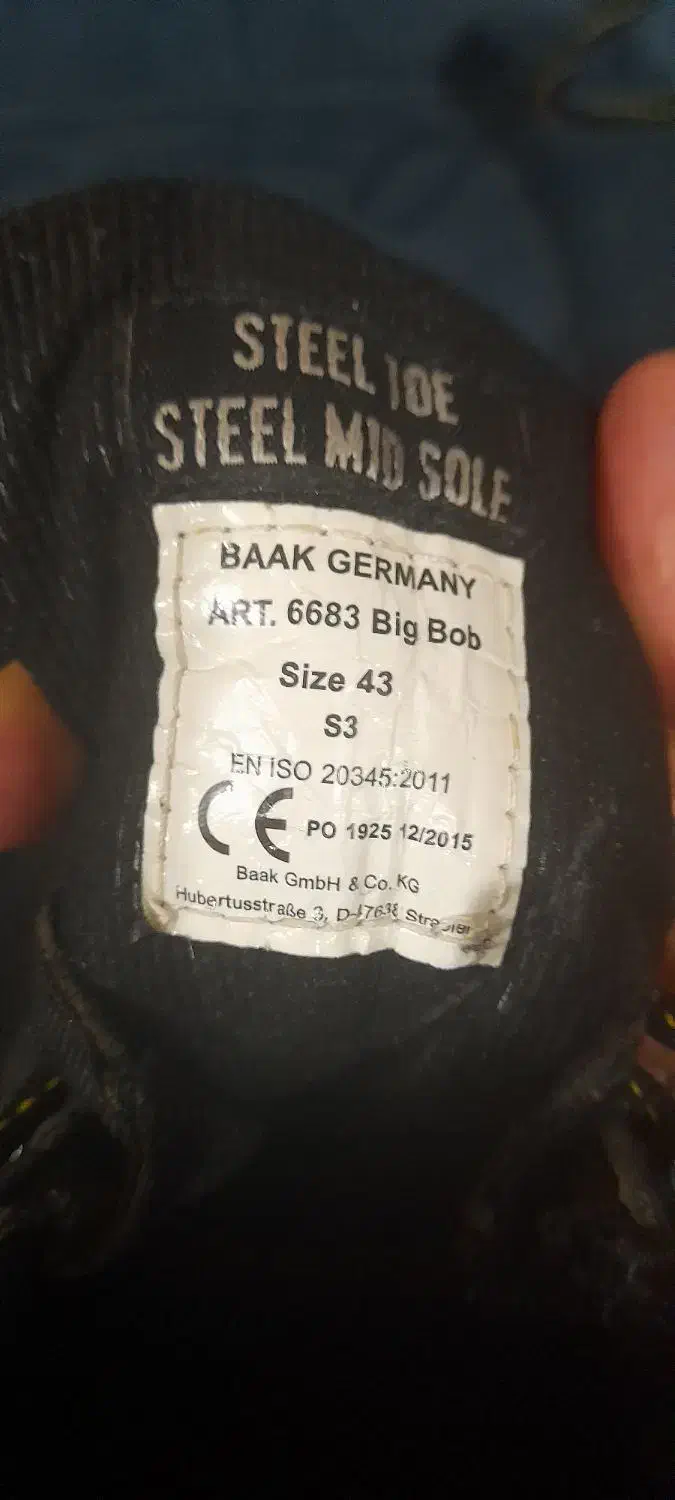 STEEL TOE
STEEL MID SOLE
BAAK GERMANY
ART. 6683 Big Bob
Size 43
S3
EN ISO 20345:2011
CE PO 1925 12/2015
Baak GmbH & Co. KG
Hubertusstraße 3, D-47638